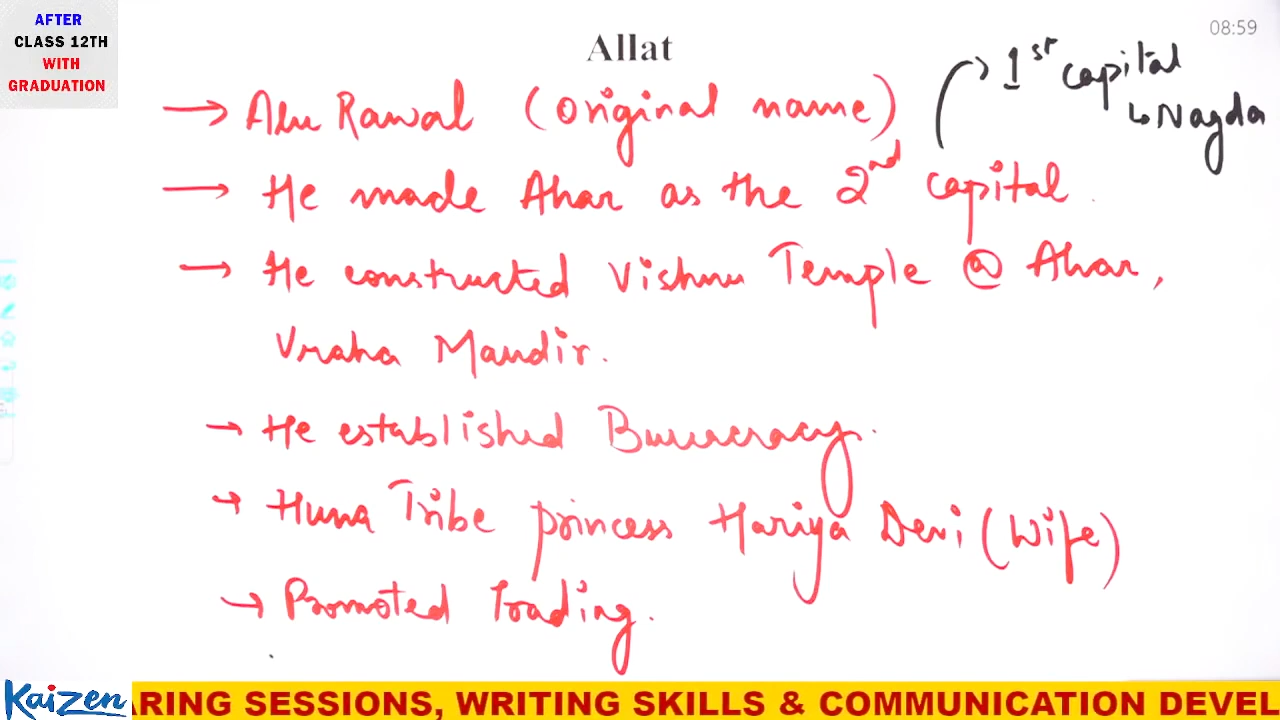 AFTER
CLASS 12TH
WITH
GRADUATION
08:59
Allat
→ Alu Rawal (Original name)
→ 1st capital
↳ Nagda
→ He made Ahar as the 2nd capital.
→ He constructed Vishnu Temple @ Ahar,
Vraha Mandir.
→ He established Bureacracy.
→ Huna Tribe princess Hariya Devi (Wife)
→ Promoted Trading.
Kaizen
ARING SESSIONS, WRITING SKILLS & COMMUNICATION DEVEL